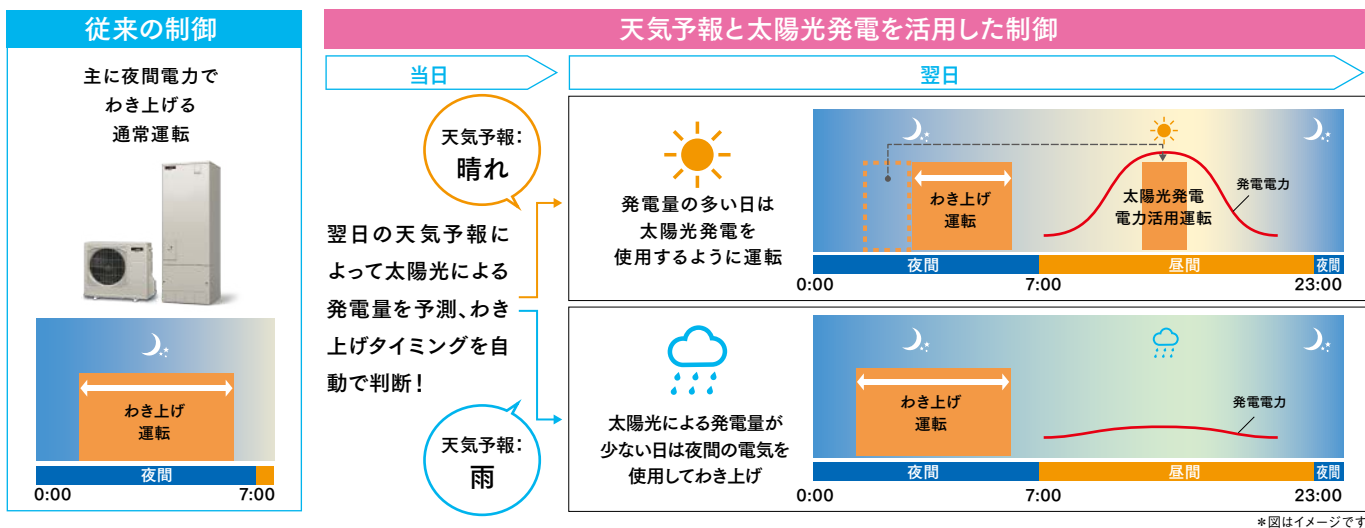 従来の制御
主に夜間電力で
わき上げる
通常運転
わき上げ
運転
夜間
0:00
7:00
天気予報と太陽光発電を活用した制御
当日
翌日
天気予報:
晴れ
翌日の天気予報に
よって太陽光による
発電量を予測、わき
上げタイミングを自
動で判断!
天気予報:
雨
発電量の多い日は
太陽光発電を
使用するように運転
わき上げ
運転
太陽光発電
電力活用運転
発電電力
夜間
昼間
夜間
0:00
7:00
23:00
太陽光による発電量が
少ない日は夜間の電気を
使用してわき上げ
わき上げ
運転
発電電力
夜間
昼間
夜間
0:00
7:00
23:00
*図はイメージです